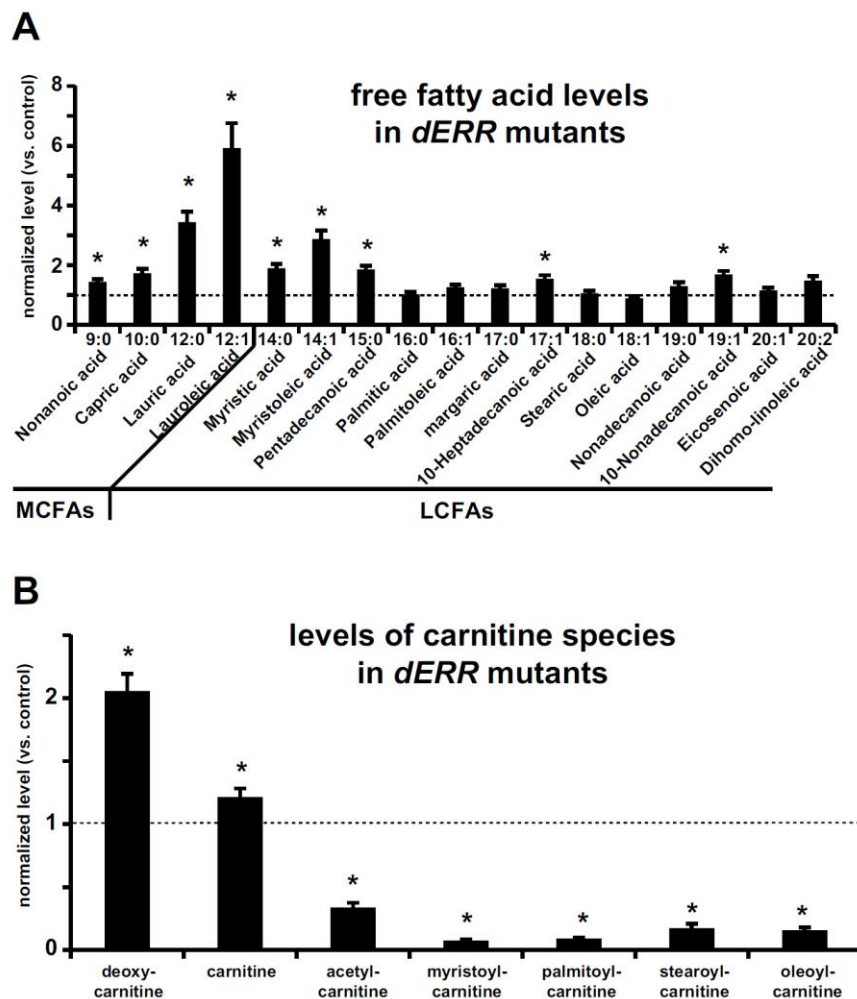 A
free fatty acid levels
in dERR mutants
normalized level (vs. control)
8
6
4
2
1
0
* * * * * * * * *
9:0 10:0 12:0 12:1 14:0 14:1 15:0 16:0 16:1 17:0 17:1 18:0 18:1 19:0 19:1 20:1 20:2
Nonanoic acid
Capric acid
Lauric acid
Lauroleic acid
Myristic acid
Myristoleic acid
Pentadecanoic acid
Palmitic acid
Palmitoleic acid
margaric acid
10-Heptadecanoic acid
Stearic acid
Oleic acid
Nonadecanoic acid
10-Nonadecanoic acid
Eicosenoic acid
Dihomo-linoleic acid
MCFAs
LCFAs
B
levels of carnitine species
in dERR mutants
normalized level (vs. control)
2
1
0
* * * * * * *
deoxy-
carnitine
carnitine
acetyl-
carnitine
myristoyl-
carnitine
palmitoyl-
carnitine
stearoyl-
carnitine
oleoyl-
carnitine